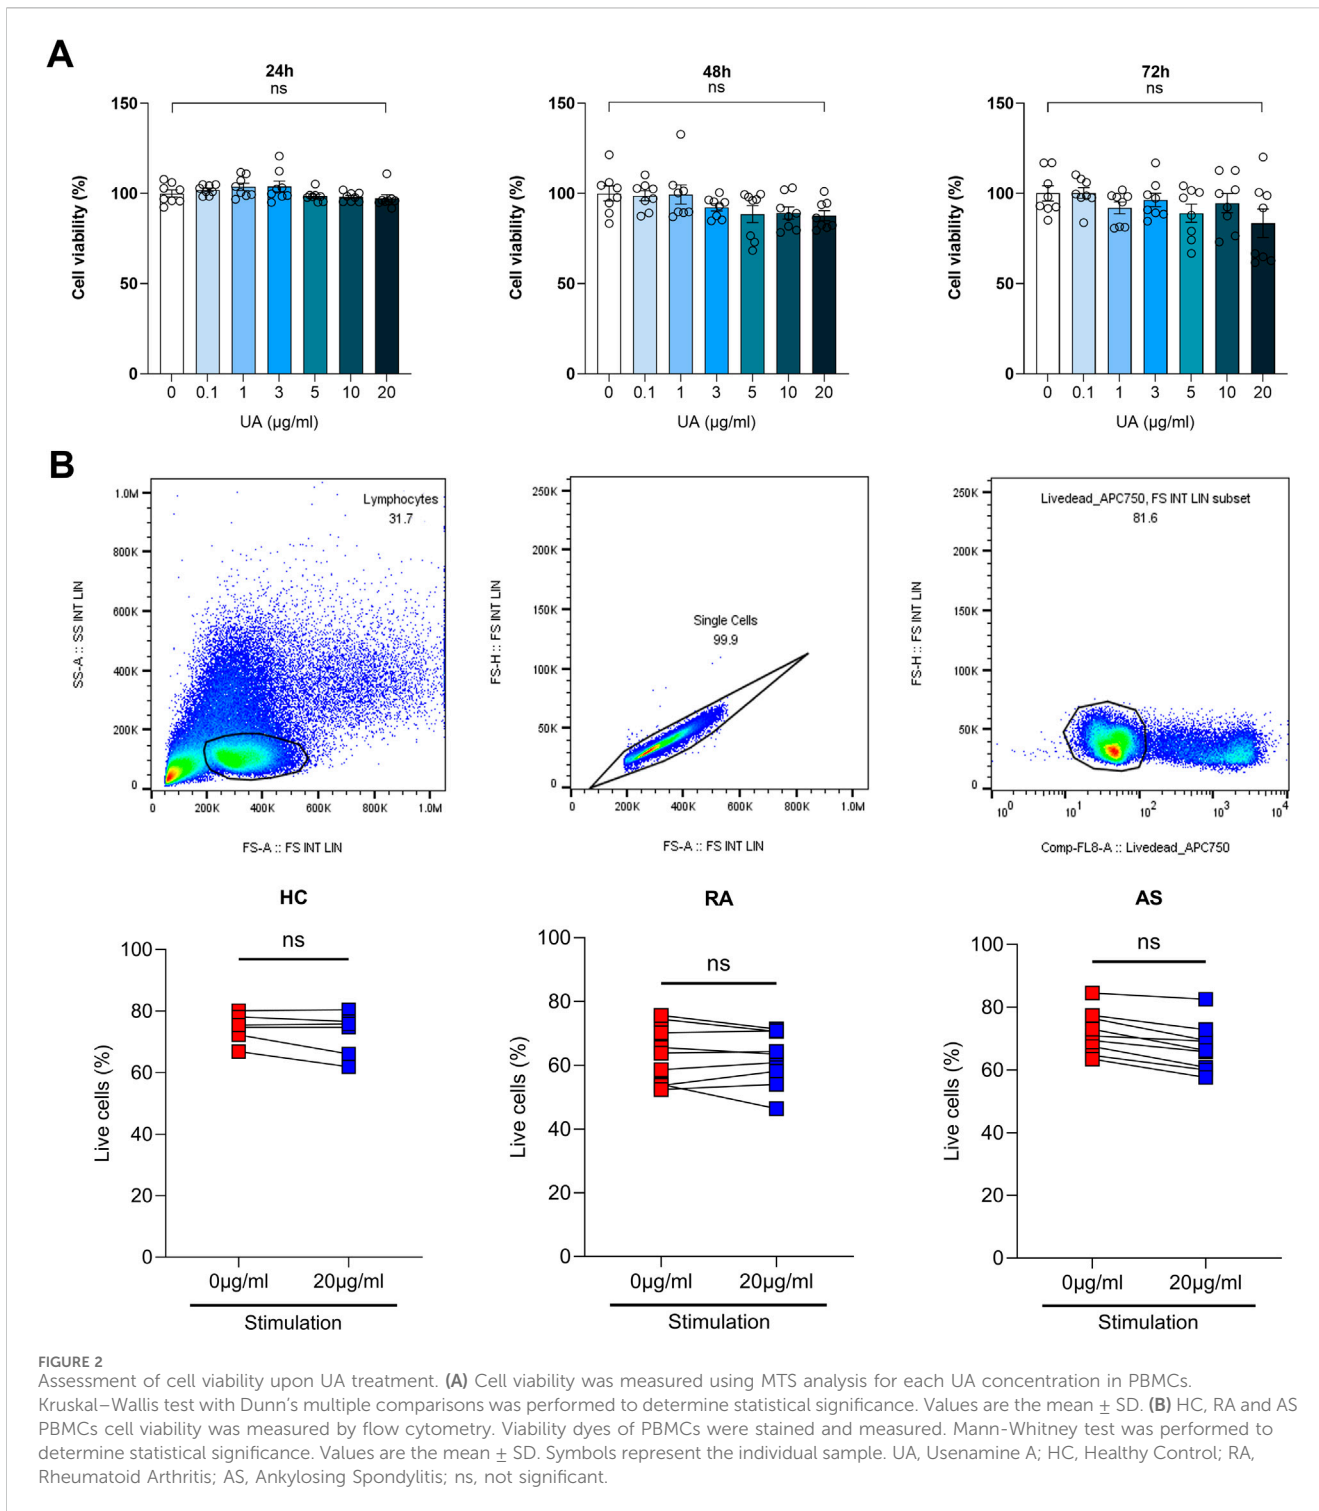 A
24h
ns
150
100
50
0
Cell viability (%)
0 0.1 1 3 5 10 20
UA (µg/ml)
48h
ns
150
100
50
0
Cell viability (%)
0 0.1 1 3 5 10 20
UA (µg/ml)
72h
ns
150
100
50
0
Cell viability (%)
0 0.1 1 3 5 10 20
UA (µg/ml)
B
Lymphocytes
31.7
1.0M
800K
600K
400K
200K
0
SS-A :: SS INT LIN
0 200K 400K 600K 800K 1.0M
FS-A :: FS INT LIN
Single Cells
99.9
250K
200K
150K
100K
50K
0
FS-H :: FS INT LIN
0 200K 400K 600K 800K 1.0M
FS-A :: FS INT LIN
Livedead_APC750, FS INT LIN subset
81.6
250K
200K
150K
100K
50K
0
FS-H :: FS INT LIN
10^0 10^1 10^2 10^3 10^4
Comp-FL8-A :: Livedead_APC750
HC
ns
100
80
60
40
20
0
Live cells (%)
0µg/ml 20µg/ml
Stimulation
RA
ns
100
80
60
40
20
0
Live cells (%)
0µg/ml 20µg/ml
Stimulation
AS
ns
100
80
60
40
20
0
Live cells (%)
0µg/ml 20µg/ml
Stimulation
FIGURE 2
Assessment of cell viability upon UA treatment. (A) Cell viability was measured using MTS analysis for each UA concentration in PBMCs.
Kruskal–Wallis test with Dunn's multiple comparisons was performed to determine statistical significance. Values are the mean ± SD. (B) HC, RA and AS
PBMCs cell viability was measured by flow cytometry. Viability dyes of PBMCs were stained and measured. Mann-Whitney test was performed to
determine statistical significance. Values are the mean ± SD. Symbols represent the individual sample. UA, Usenamine A; HC, Healthy Control; RA,
Rheumatoid Arthritis; AS, Ankylosing Spondylitis; ns, not significant.